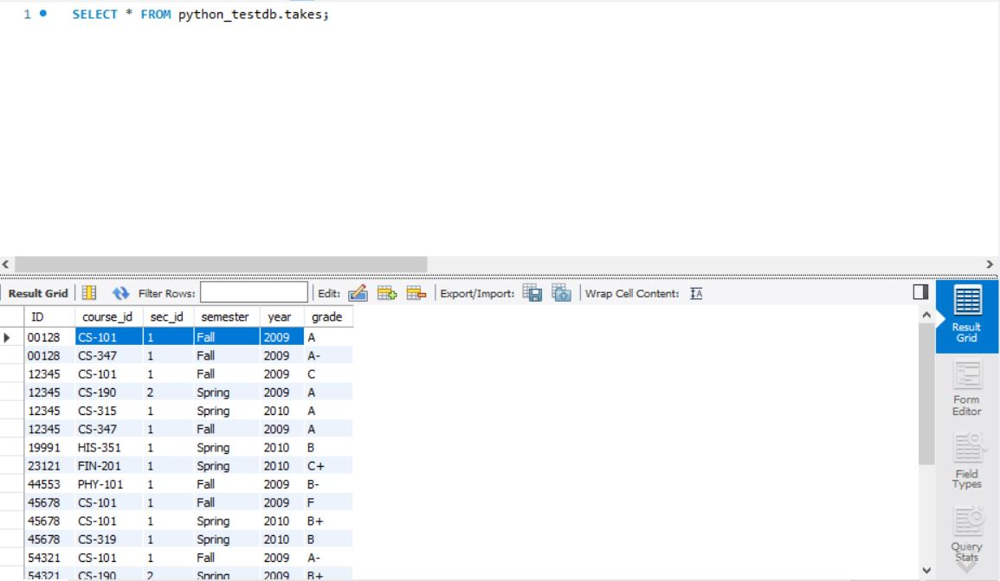 1 SELECT * FROM python_testdb.takes;
Result Grid Filter Rows: Edit: Export/Import: Wrap Cell Content: IA
ID course_id sec_id semester year grade
00128 CS-101 1 Fall 2009 A
00128 CS-347 1 Fall 2009 A-
12345 CS-101 1 Fall 2009 C
12345 CS-190 2 Spring 2009 A
12345 CS-315 1 Spring 2010 A
12345 CS-347 1 Fall 2009 A
19991 HIS-351 1 Spring 2010 B
23121 FIN-201 1 Spring 2010 C+
44553 PHY-101 1 Fall 2009 B-
45678 CS-101 1 Fall 2009 F
45678 CS-101 1 Spring 2010 B+
45678 CS-319 1 Spring 2010 B
54321 CS-101 1 Fall 2009 A-
54321 CS-190 2 Spring 2009 B+
Result
Grid
Form
Editor
Field
Types
Query
Stats